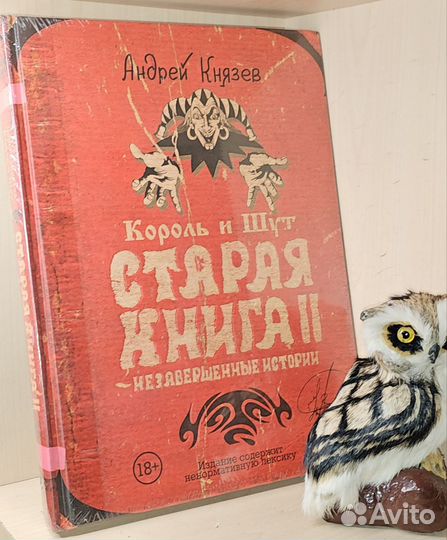 Андрей Князев
Король и Шут
СТАРАЯ
КНИГА II
-НЕЗАВЕРШЕННЫЕ ИСТОРИИ
18+
Издание содержит
ненормативную лексику
Avito